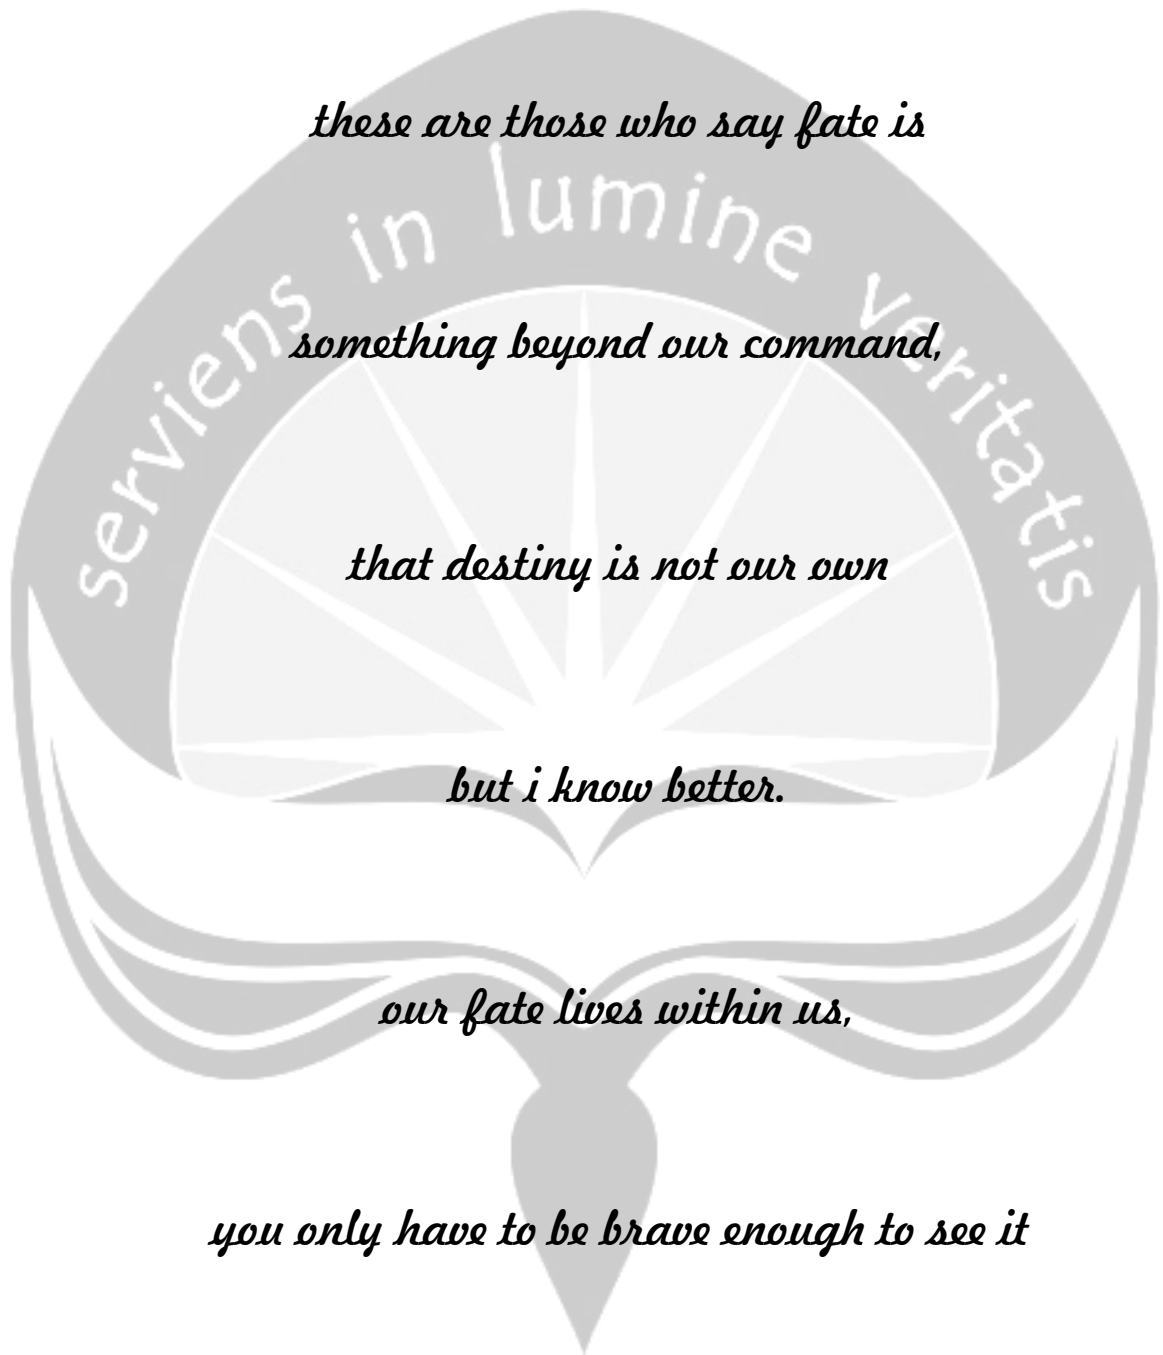 these are those who say fate is
serviens in lumine veritatis
something beyond our command,
that destiny is not our own
but i know better.
our fate lives within us,
you only have to be brave enough to see it